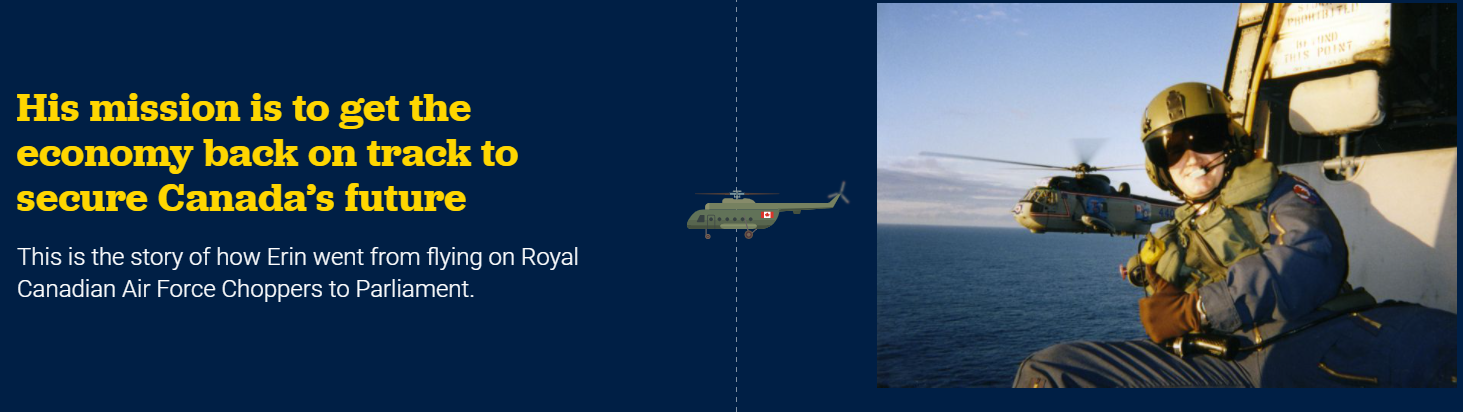 His mission is to get the
economy back on track to
secure Canada's future
This is the story of how Erin went from flying on Royal
Canadian Air Force Choppers to Parliament.
PROHIBITED
THIS POINT